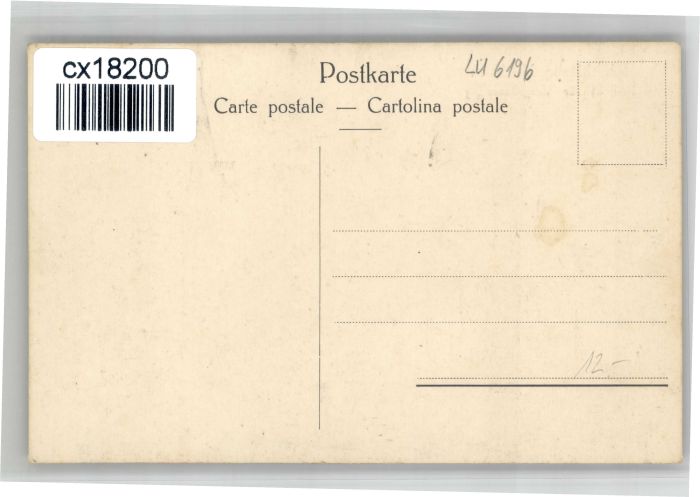 cx18200
Postkarte
LU 6196
Carte postale — Cartolina postale
12.-